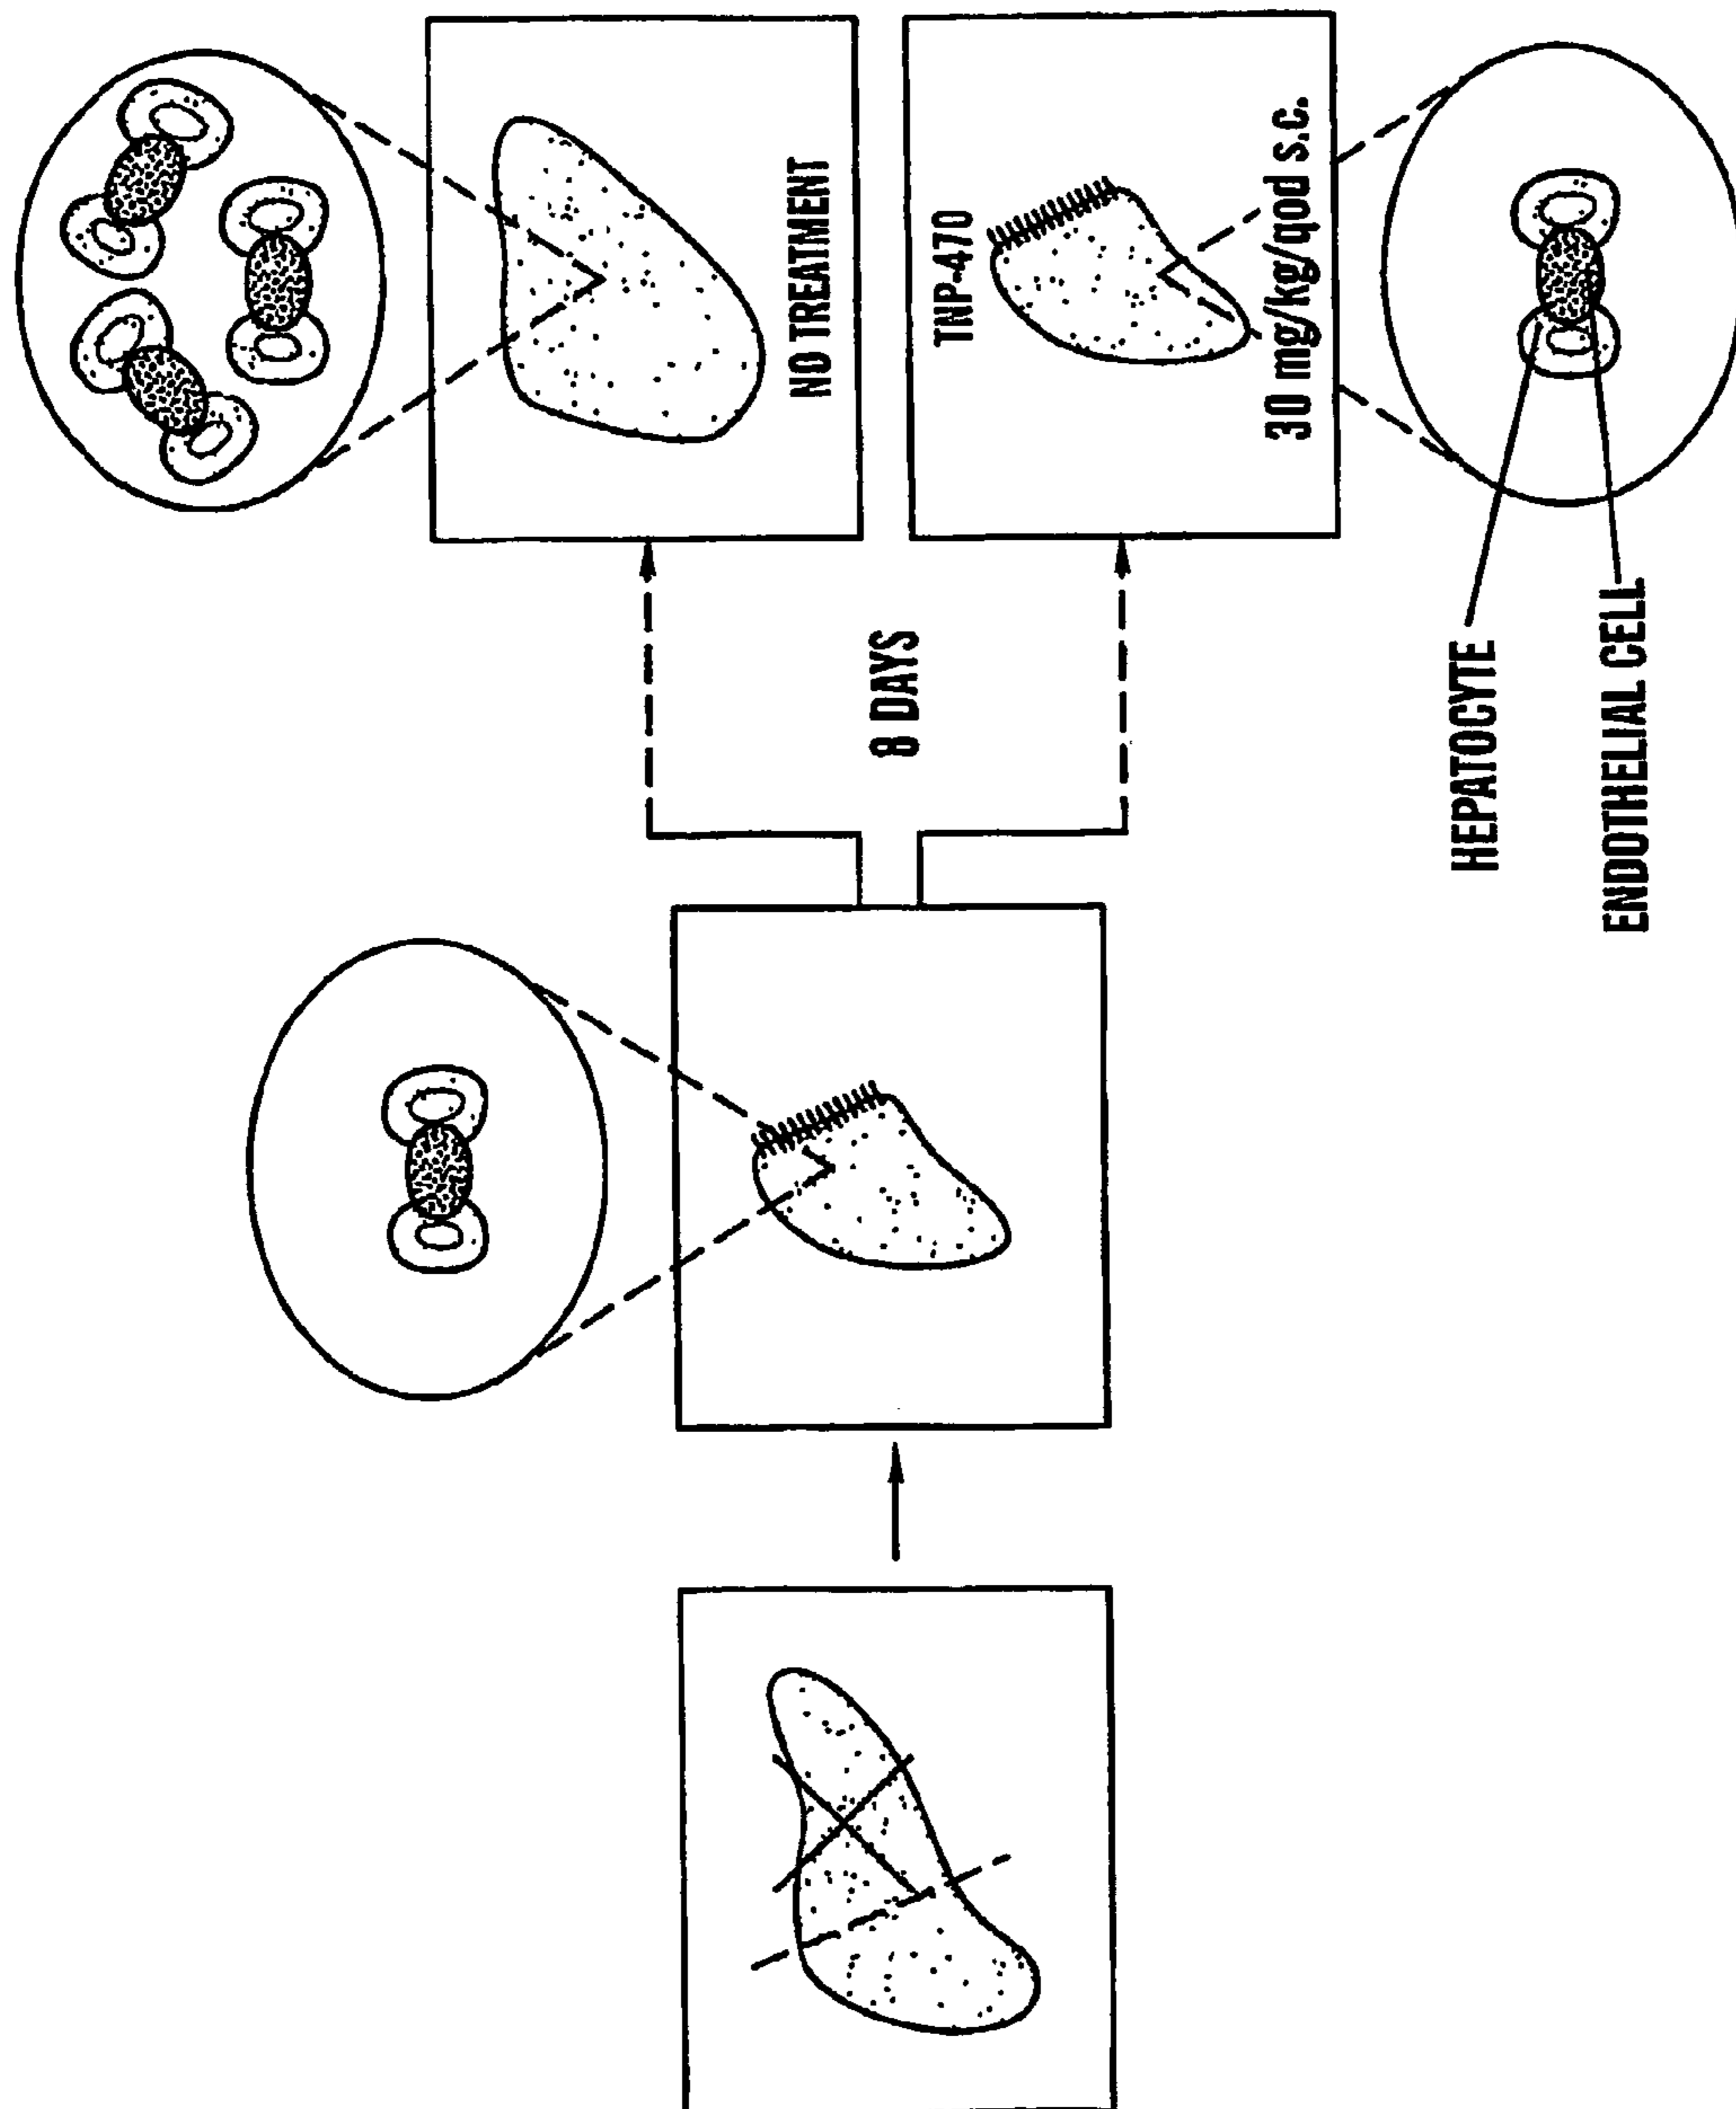 NO TREATMENT
8 DAYS
TNP-470
30 mg/kg/qod s.c.
HEPATOCYTE
ENDOTHELIAL CELL